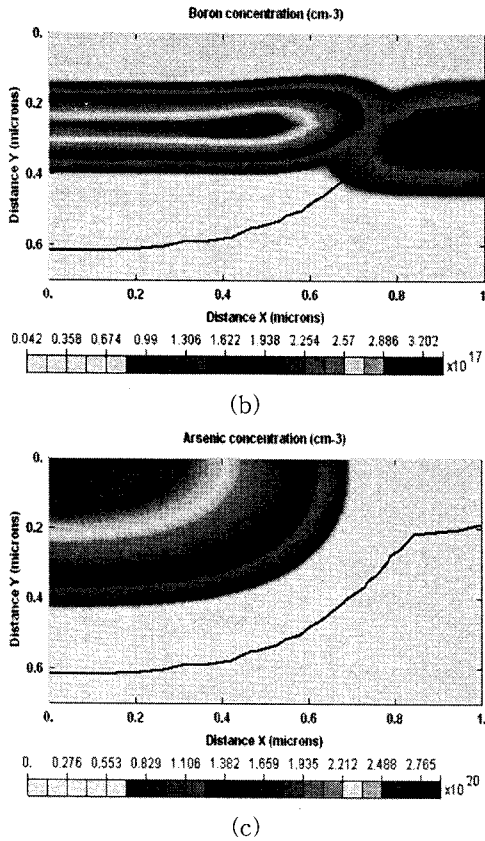 Boron concentration (cm-3)
0.
0.2
0.4
0.6
Distance Y (microns)
0. 0.2 0.4 0.6 0.8 1.
Distance X (microns)
0.042 0.358 0.674 0.99 1.306 1.622 1.938 2.254 2.57 2.886 3.202
x10 17
(b)
Arsenic concentration (cm-3)
0.
0.2
0.4
0.6
Distance Y (microns)
0. 0.2 0.4 0.6 0.8 1.
Distance X (microns)
0. 0.276 0.553 0.829 1.106 1.382 1.659 1.935 2.212 2.488 2.765
x10 20
(c)